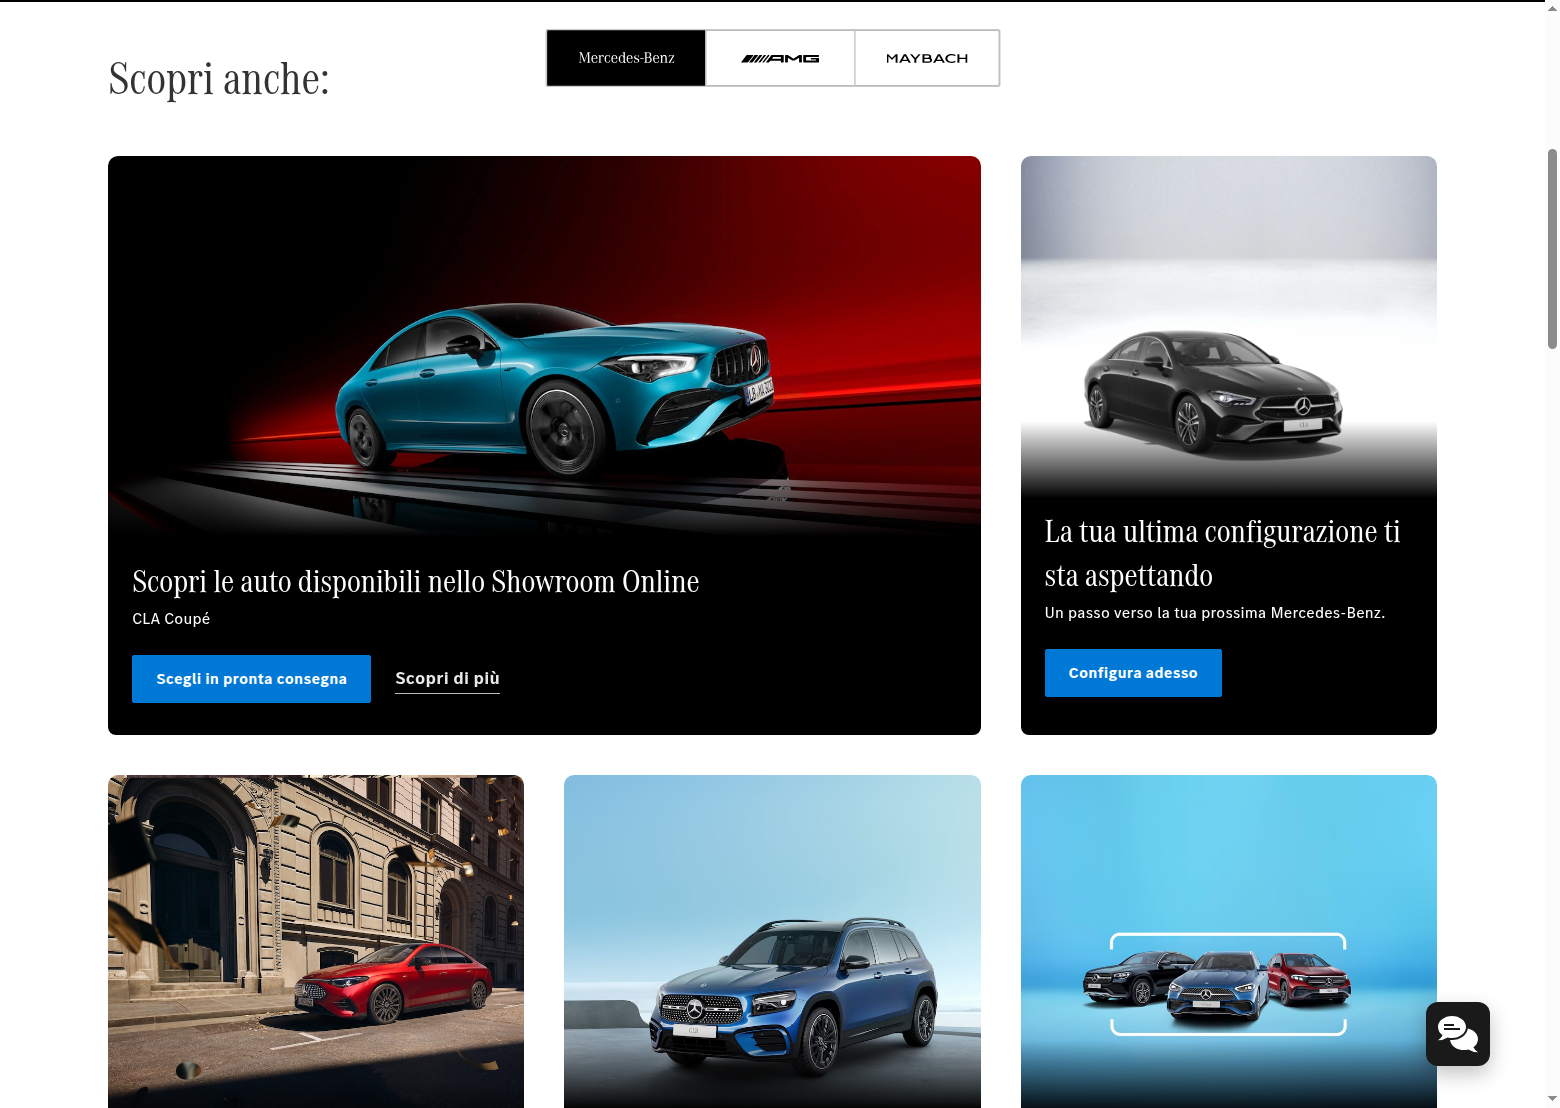 Scopri anche:
Mercedes-Benz
AMG
MAYBACH
Scopri le auto disponibili nello Showroom Online
CLA Coupé
Scegli in pronta consegna
Scopri di più
La tua ultima configurazione ti
sta aspettando
Un passo verso la tua prossima Mercedes-Benz.
Configura adesso